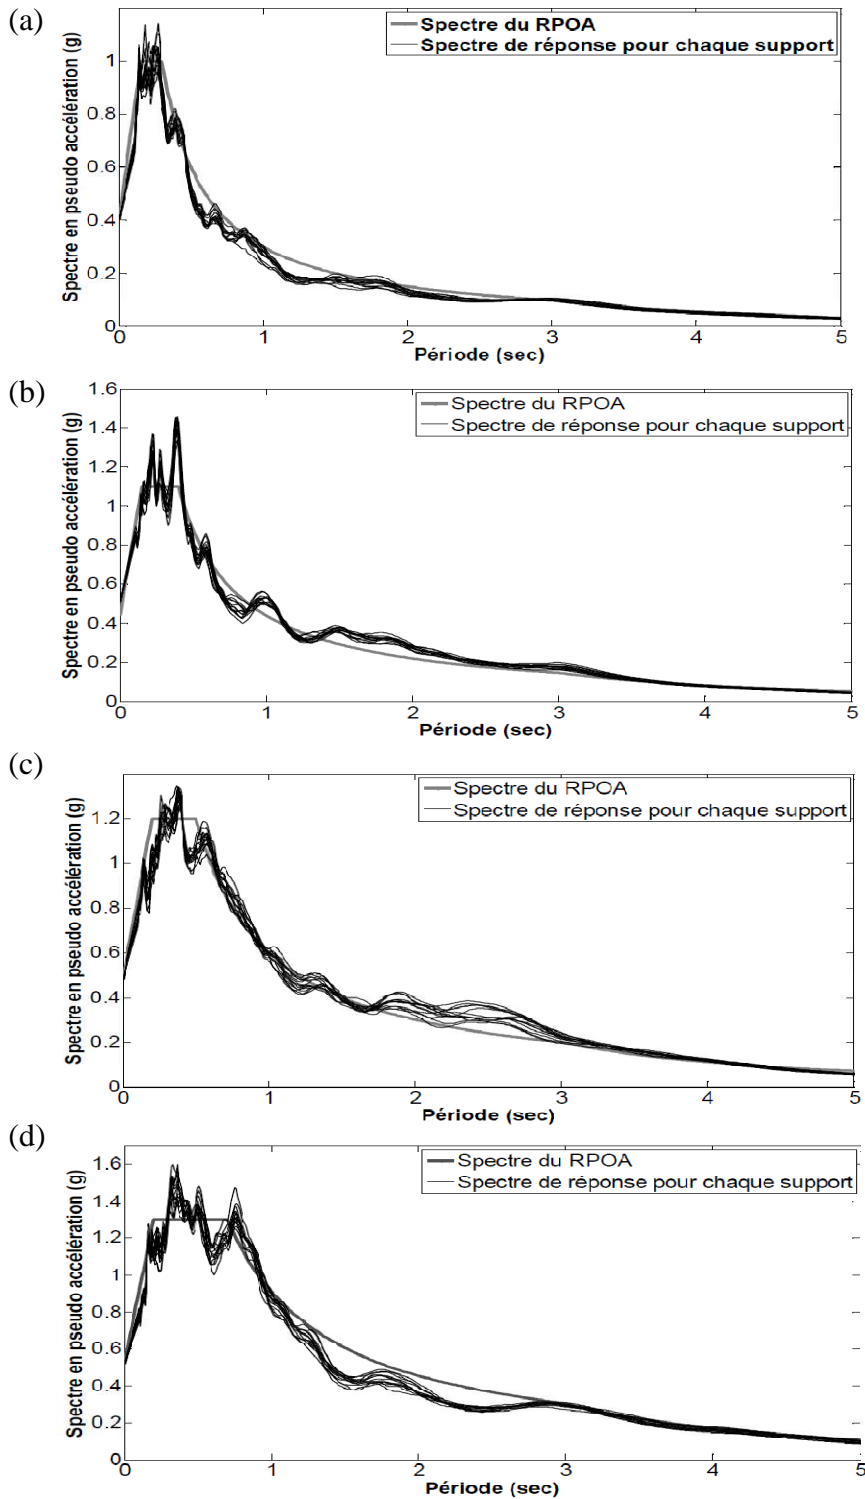 (a)
Spectre du RPOA
Spectre de réponse pour chaque support
Spectre en pseudo accélération (g)
1
0.8
0.6
0.4
0.2
0
0 1 2 3 4 5
Période (sec)
(b)
Spectre du RPOA
Spectre de réponse pour chaque support
Spectre en pseudo accélération (g)
1.6
1.4
1.2
1
0.8
0.6
0.4
0.2
0
0 1 2 3 4 5
Période (sec)
(c)
Spectre du RPOA
Spectre de réponse pour chaque support
Spectre en pseudo accélération (g)
1.2
1
0.8
0.6
0.4
0.2
0
0 1 2 3 4 5
Période (sec)
(d)
Spectre du RPOA
Spectre de réponse pour chaque support
Spectre en pseudo accélération (g)
1.6
1.4
1.2
1
0.8
0.6
0.4
0.2
0
0 1 2 3 4 5
Période (sec)